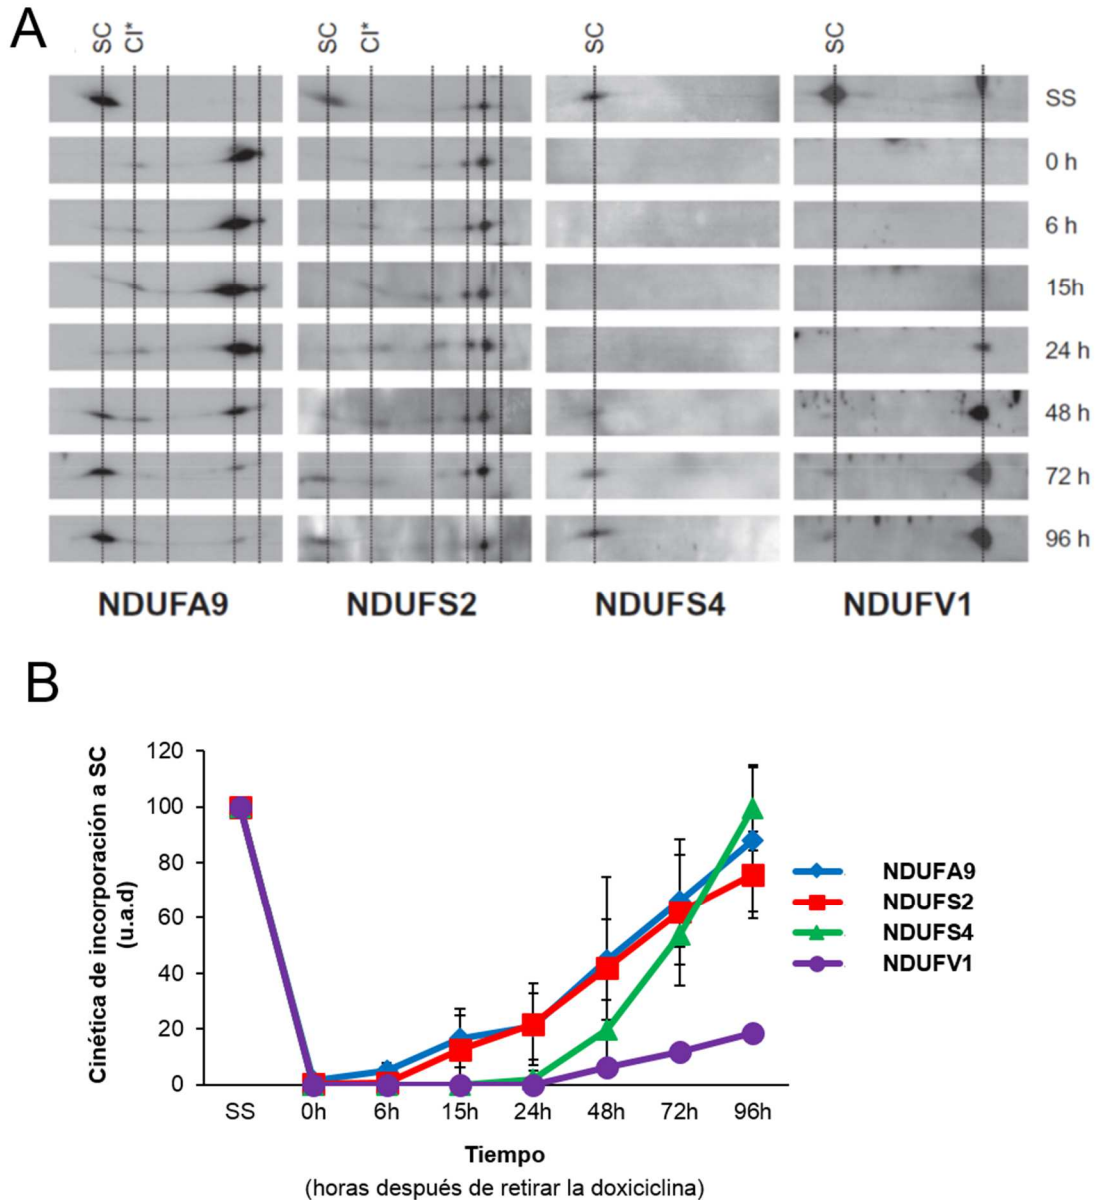 A
SC CI* SC CI* SC SC
SS
0 h
6 h
15h
24 h
48 h
72 h
96 h
NDUFA9 NDUFS2 NDUFS4 NDUFV1
B
Cinética de incorporación a SC
(u.a.d)
120
100
80
60
40
20
0
SS 0h 6h 15h 24h 48h 72h 96h
Tiempo
(horas después de retirar la doxiciclina)
NDUFA9
NDUFS2
NDUFS4
NDUFV1